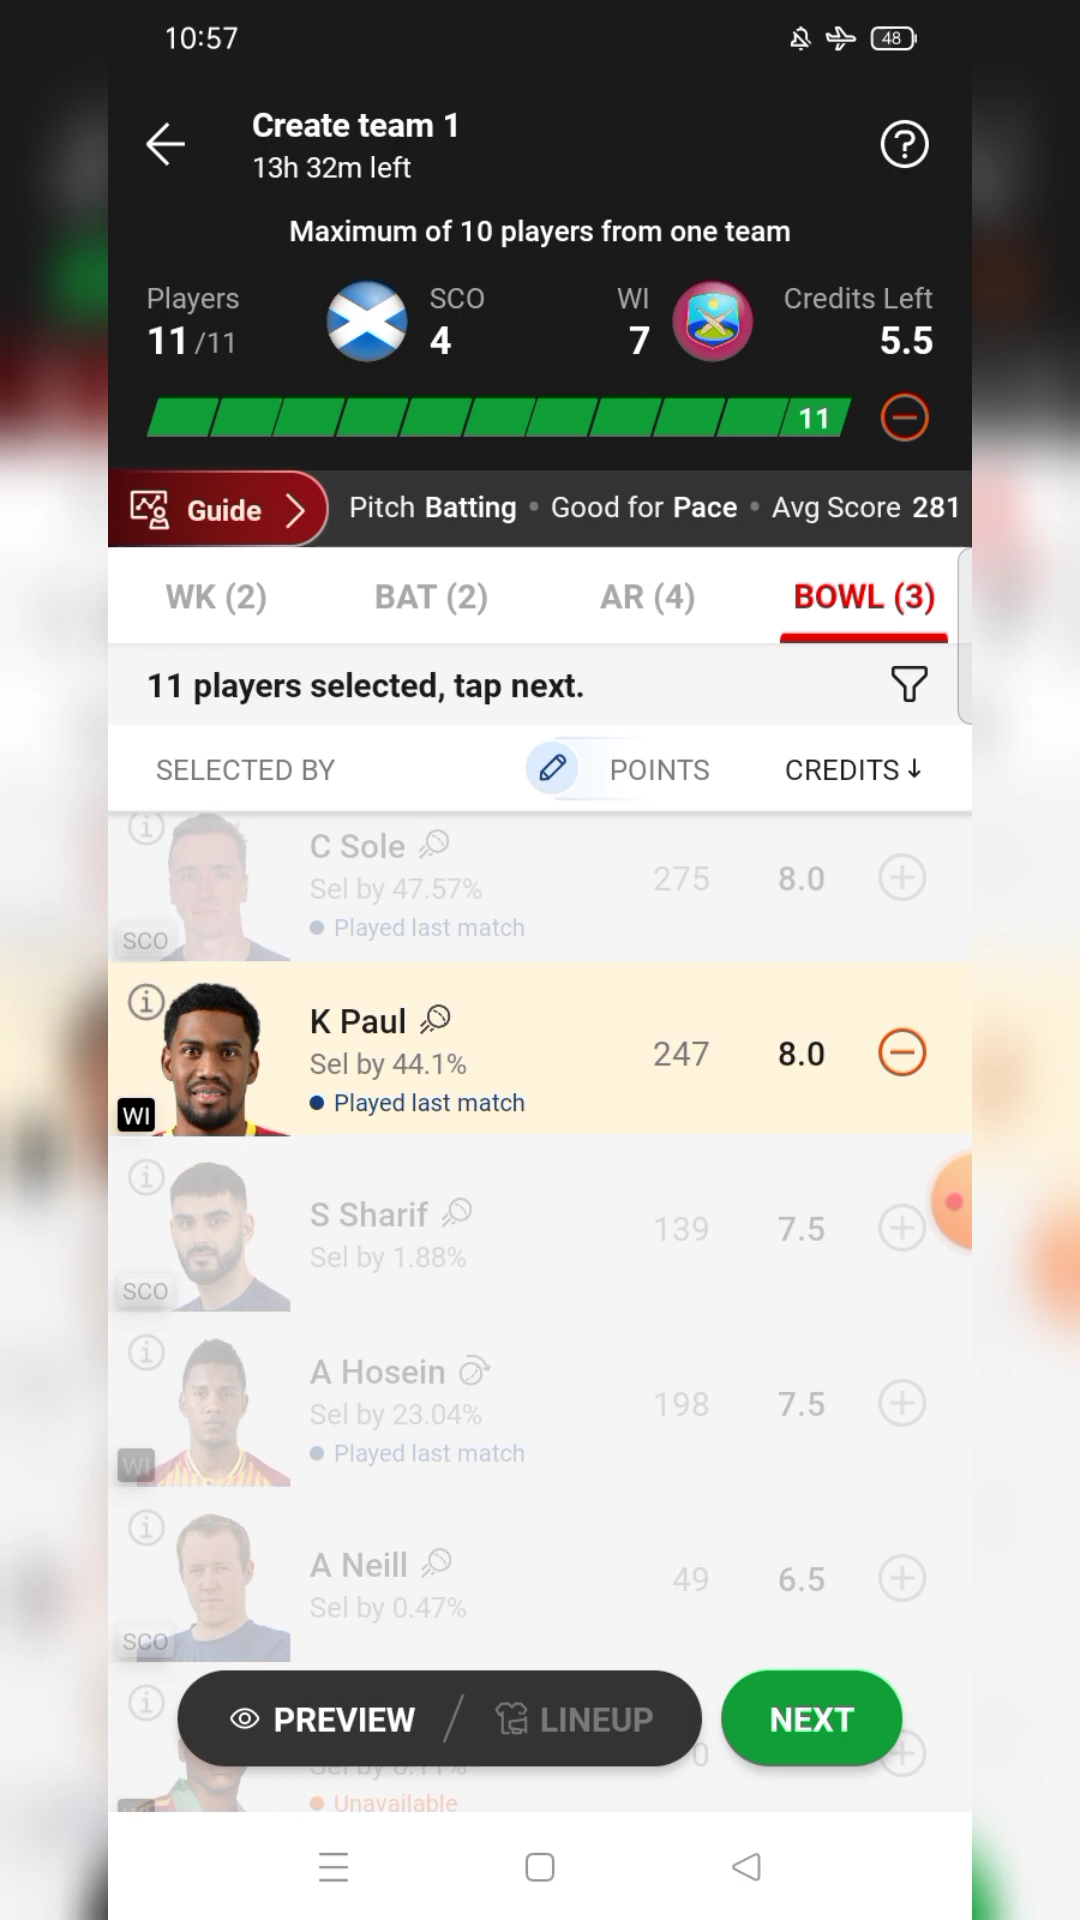 10:57
48
Create team 1
13h 32m left
Maximum of 10 players from one team
Players
11/11
SCO
4
WI
7
Credits Left
5.5
11
Guide
Pitch Batting • Good for Pace • Avg Score 281
WK (2)
BAT (2)
AR (4)
BOWL (3)
11 players selected, tap next.
SELECTED BY
POINTS
CREDITS↓
C Sole
Sel by 47.57%
Played last match
SCO
275
8.0
K Paul
Sel by 44.1%
Played last match
WI
247
8.0
S Sharif
Sel by 1.88%
SCO
139
7.5
A Hosein
Sel by 23.04%
Played last match
WI
198
7.5
A Neill
Sel by 0.47%
SCO
49
6.5
PREVIEW / LINEUP
NEXT
0
Unavailable